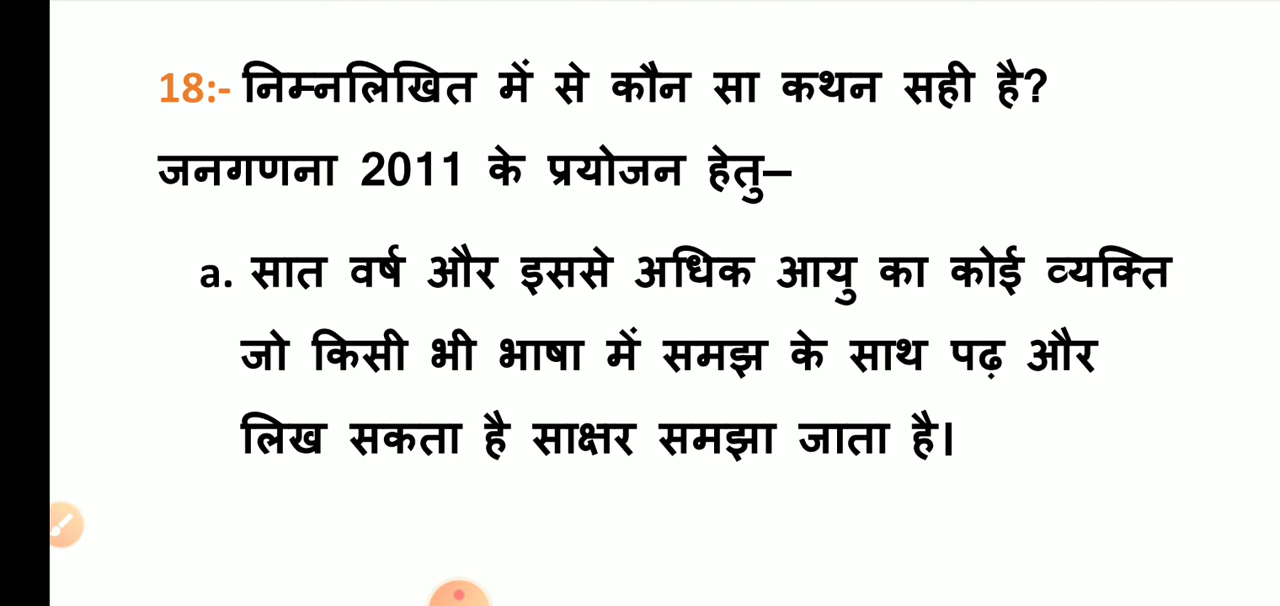 18:- निम्नलिखित में से कौन सा कथन सही है?
जनगणना 2011 के प्रयोजन हेतु–
a. सात वर्ष और इससे अधिक आयु का कोई व्यक्ति
जो किसी भी भाषा में समझ के साथ पढ़ और
लिख सकता है साक्षर समझा जाता है।